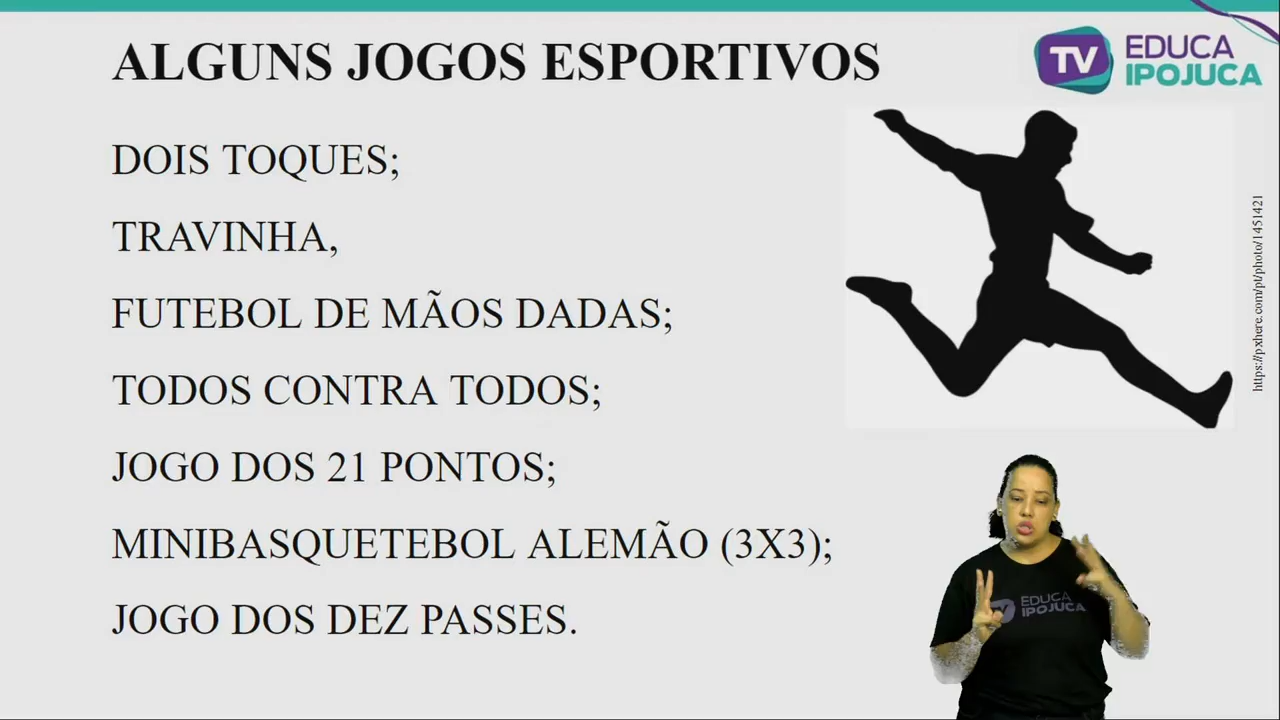 ALGUNS JOGOS ESPORTIVOS
TV EDUCA
IPOJUCA
DOIS TOQUES;
TRAVINHA,
FUTEBOL DE MÃOS DADAS;
TODOS CONTRA TODOS;
JOGO DOS 21 PONTOS;
MINIBASQUETEBOL ALEMÃO (3X3);
JOGO DOS DEZ PASSES.
https://pxhere.com/pt/photo/1451421
TV EDUCA
IPOJUCA